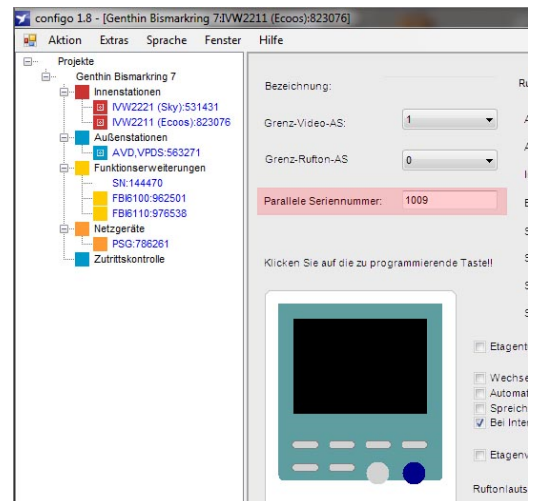 configo 1.8 - [Genthin Bismarkring 7:IVW2211 (Ecoos):823076]
Aktion Extras Sprache Fenster Hilfe
Projekte
Genthin Bismarkring 7
Innenstationen
IVW2221 (Sky):531431
IVW2211 (Ecoos):823076
Außenstationen
AVD,VPDS:563271
Funktionserweiterungen
SN:144470
FBI6100:962501
FBI6110:976538
Netzgeräte
PSG:786261
Zutrittskontrolle
Bezeichnung:
Grenz-Video-AS: 1
Grenz-Rufton-AS 0
Parallele Seriennummer: 1009
Klicken Sie auf die zu programmierende Taste!!
Etagent
Wechse
Automat
Spreich
Bei Inter
Etagenv
Ruftonlauts